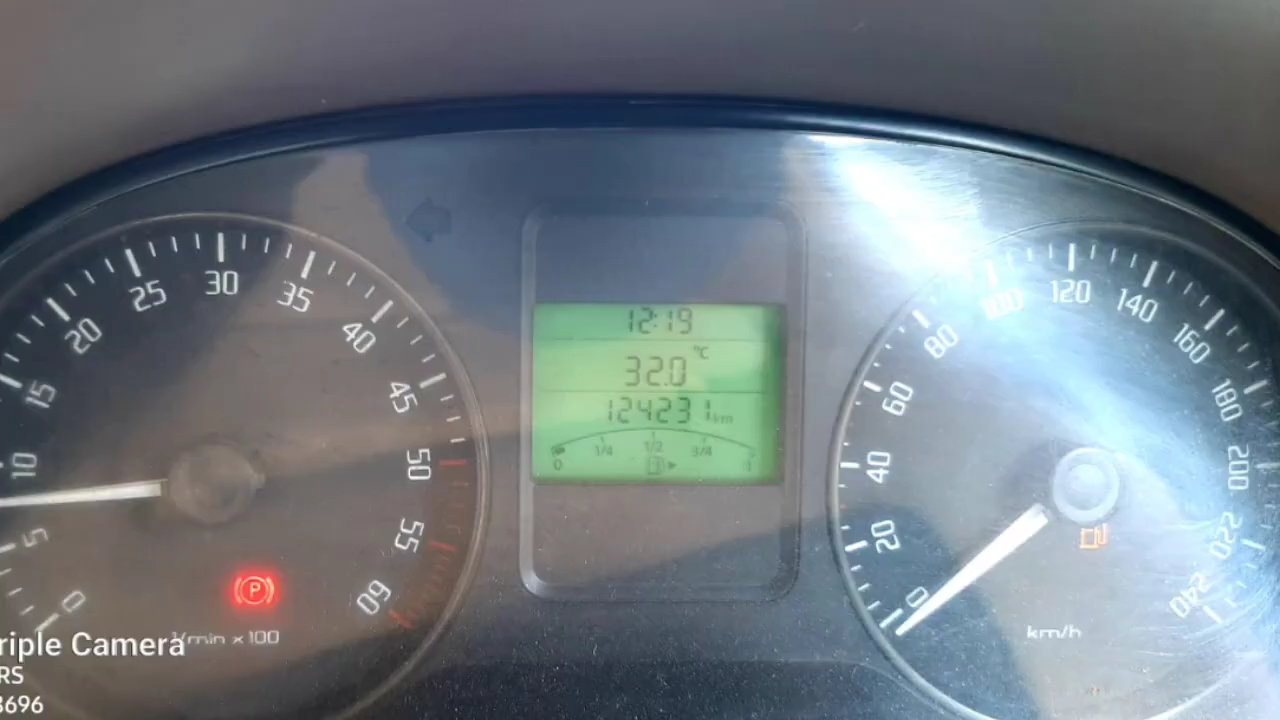 12:19
32.0 °C
124231 km
0 1/4 1/2 3/4 1
0 5 10 15 20 25 30 35 40 45 50 55 60
P
1/min x 100
0 20 40 60 80 100 120 140 160 180 200 220 240
km/h
riple Camera
RS
3696